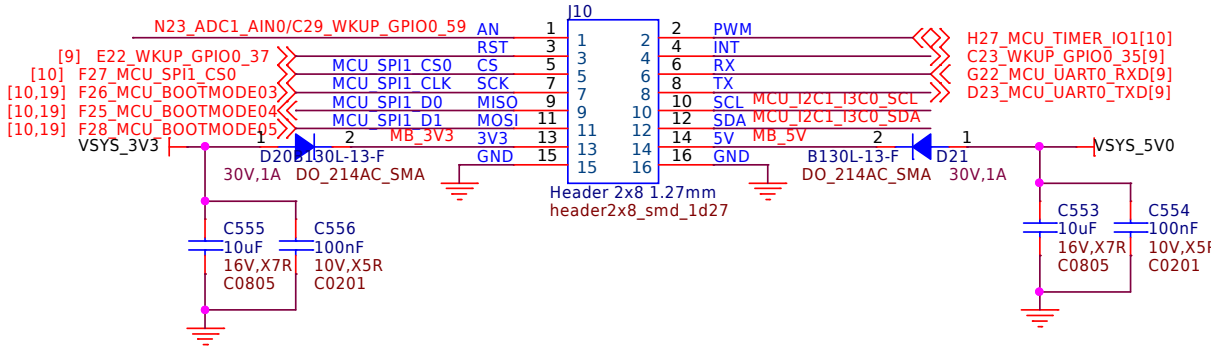 J10
N23_ADC1_AIN0/C29_WKUP_GPIO0_59 AN 1 1 2 2 PWM H27_MCU_TIMER_IO1[10]
[9] E22_WKUP_GPIO0_37 RST 3 3 4 4 INT C23_WKUP_GPIO0_35[9]
[10] F27_MCU_SPI1_CS0 MCU_SPI1_CS0 CS 5 5 6 6 RX G22_MCU_UART0_RXD[9]
[10,19] F26_MCU_BOOTMODE03 MCU_SPI1_CLK SCK 7 7 8 8 TX D23_MCU_UART0_TXD[9]
[10,19] F25_MCU_BOOTMODE04 MCU_SPI1_D0 MISO 9 9 10 10 SCL MCU_I2C1_I3C0_SCL
[10,19] F28_MCU_BOOTMODE05 MCU_SPI1_D1 MOSI 11 11 12 12 SDA MCU_I2C1_I3C0_SDA
VSYS_3V3 1 2 MB_3V3 3V3 13 13 14 14 5V MB_5V 2 1 VSYS_5V0
D20 B130L-13-F GND 15 15 16 16 GND B130L-13-F D21
30V,1A DO_214AC_SMA DO_214AC_SMA 30V,1A
Header 2x8 1.27mm
header2x8_smd_1d27
C555 C556 C553 C554
10uF 100nF 10uF 100nF
16V,X7R 10V,X5R 16V,X7R 10V,X5R
C0805 C0201 C0805 C0201